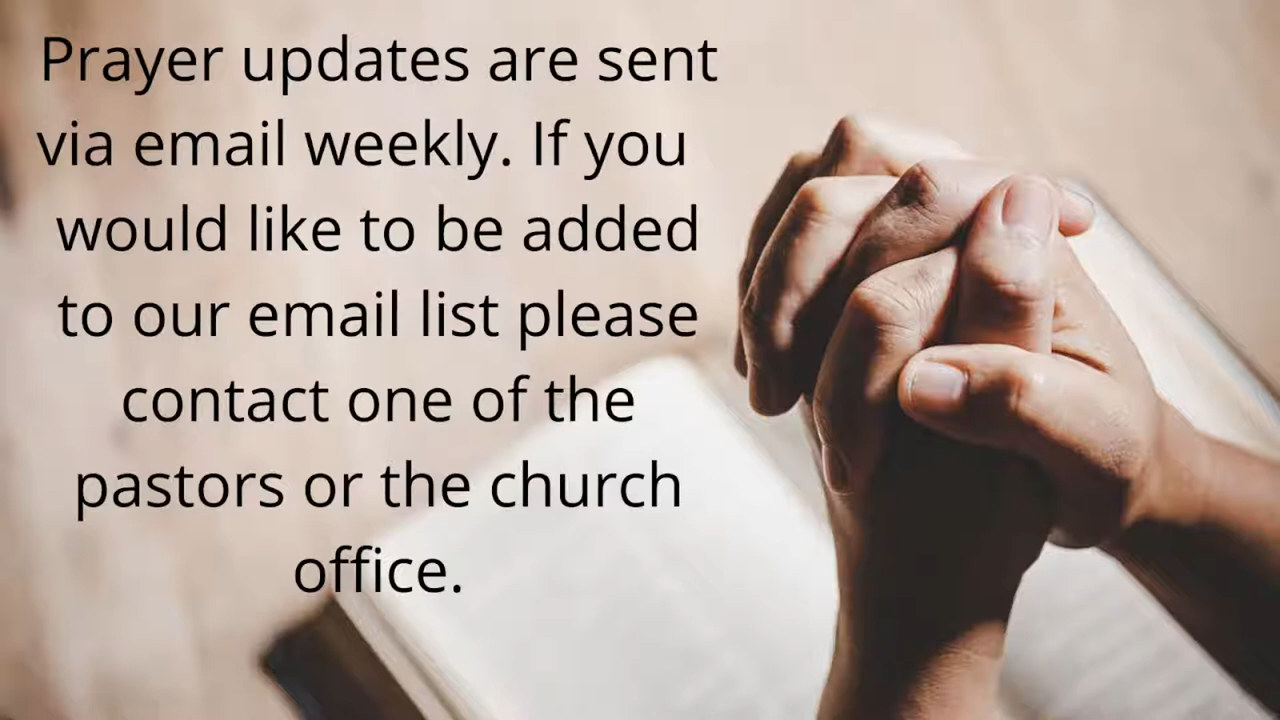 Prayer updates are sent
via email weekly. If you
would like to be added
to our email list please
contact one of the
pastors or the church
office.